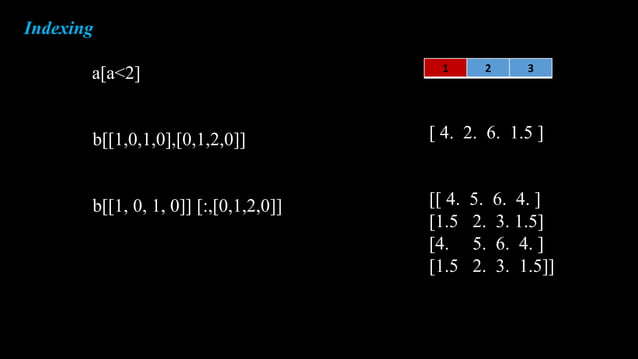 Indexing
a[a<2]
1 2 3
b[[1,0,1,0],[0,1,2,0]]
[ 4. 2. 6. 1.5 ]
b[[1, 0, 1, 0]] [:,[0,1,2,0]]
[[ 4. 5. 6. 4. ]
[1.5 2. 3. 1.5]
[4. 5. 6. 4. ]
[1.5 2. 3. 1.5]]